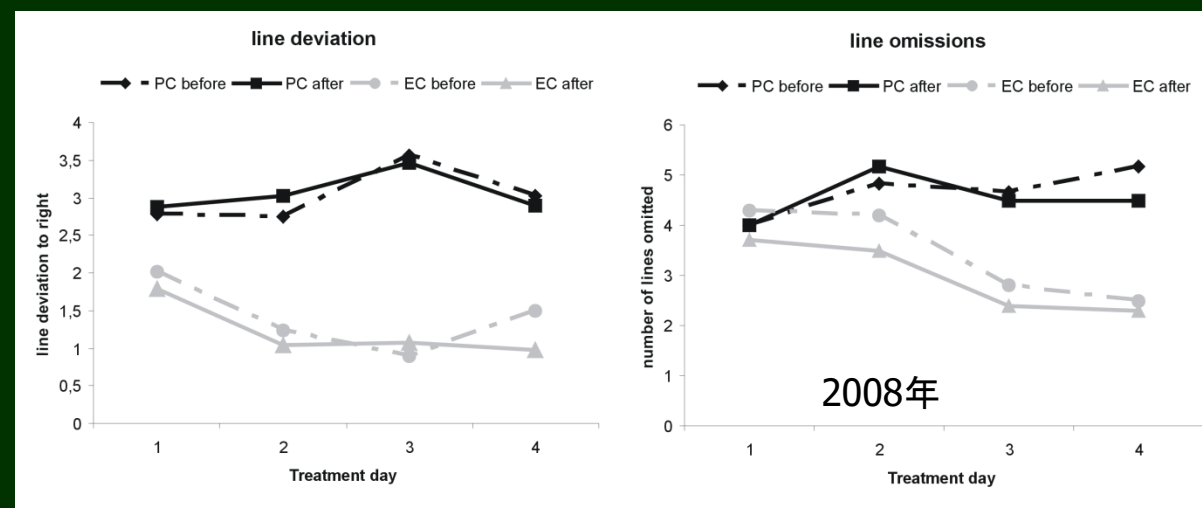 line deviation
PC before PC after EC before EC after
line deviation to right
4
3,5
3
2,5
2
1,5
1
0,5
0
1 2 3 4
Treatment day
line omissions
PC before PC after EC before EC after
number of lines omitted
6
5
4
3
2
1
0
2008年
1 2 3 4
Treatment day